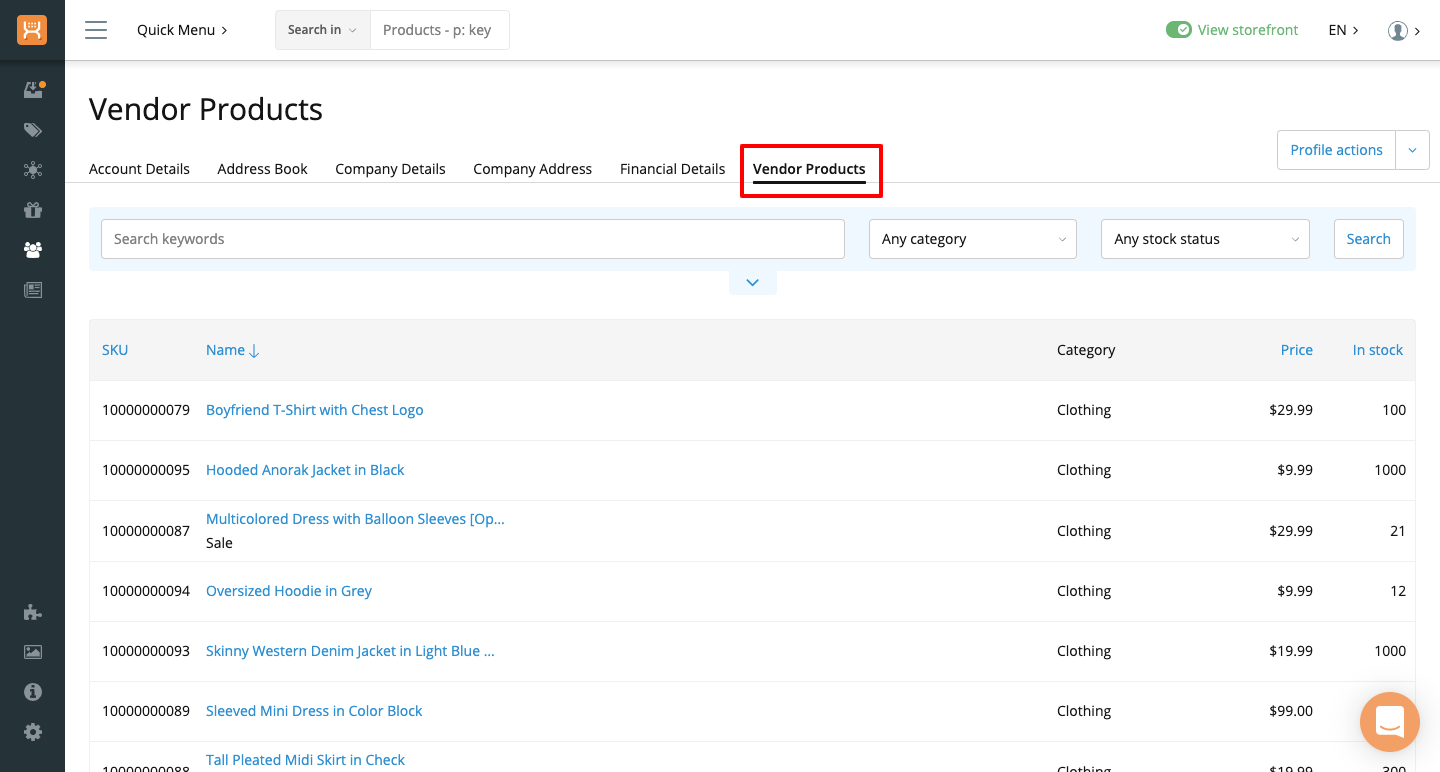 Quick Menu
Search in
Products - p: key
View storefront
EN
Vendor Products
Account Details
Address Book
Company Details
Company Address
Financial Details
Vendor Products
Profile actions
Search keywords
Any category
Any stock status
Search
SKU Name Category Price In stock
10000000079 Boyfriend T-Shirt with Chest Logo Clothing $29.99 100
10000000095 Hooded Anorak Jacket in Black Clothing $9.99 1000
10000000087 Multicolored Dress with Balloon Sleeves [Op... Clothing $29.99 21
Sale
10000000094 Oversized Hoodie in Grey Clothing $9.99 12
10000000093 Skinny Western Denim Jacket in Light Blue ... Clothing $19.99 1000
10000000089 Sleeved Mini Dress in Color Block Clothing $99.00
Tall Pleated Midi Skirt in Check
10000000088 Clothing $19.99 300